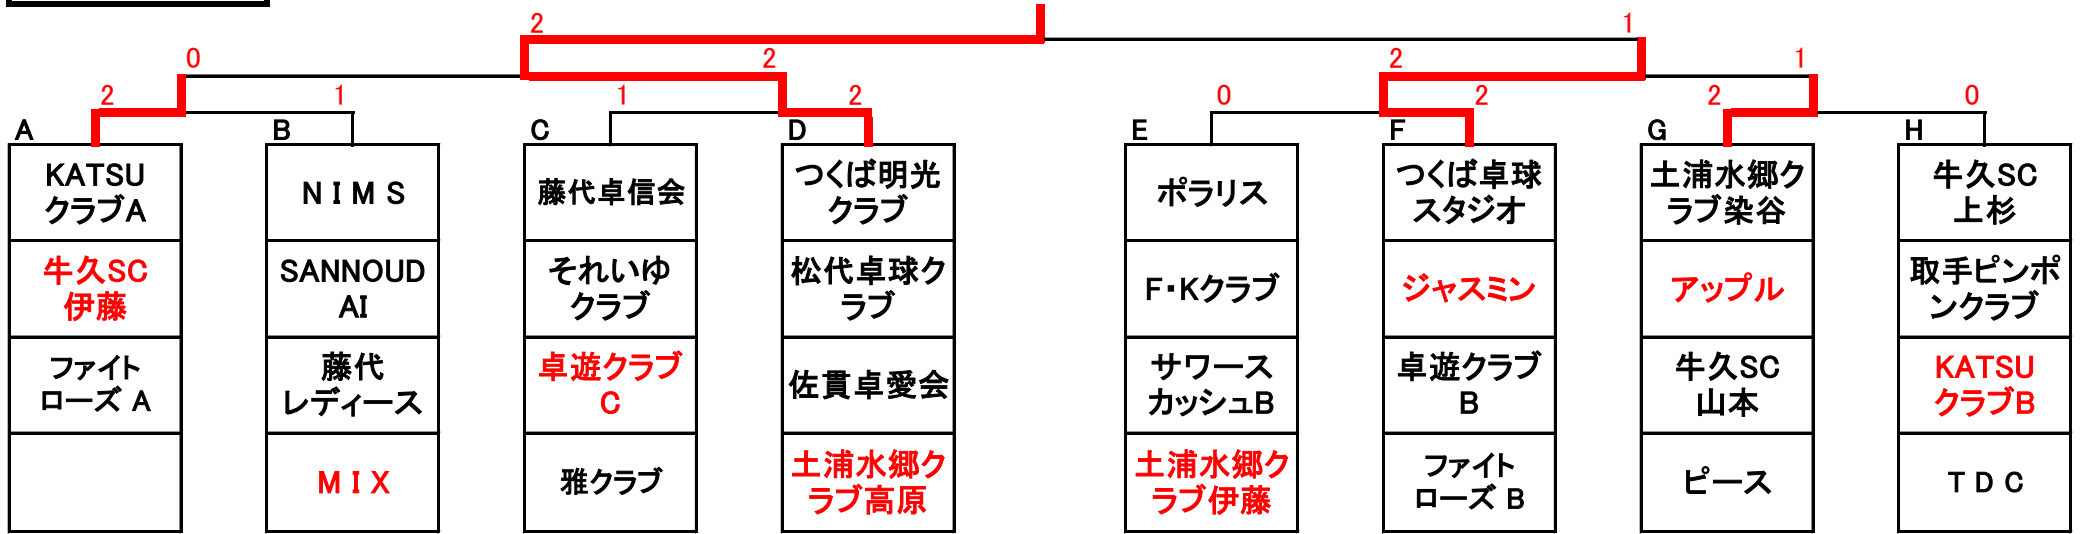 2 1
0 2 2 1
2 1 1 2 0 2 2 0
A B C D E F G H
KATSU
クラブA
NIMS
藤代卓信会
つくば明光
クラブ
ポラリス
つくば卓球
スタジオ
土浦水郷ク
ラブ染谷
牛久SC
上杉
牛久SC
伊藤
SANNOUD
AI
それいゆ
クラブ
松代卓球ク
ラブ
F・Kクラブ
ジャスミン
アップル
取手ピンポ
ンクラブ
ファイト
ローズ A
藤代
レディース
卓遊クラブ
C
佐貫卓愛会
サワース
カッシュB
卓遊クラブ
B
牛久SC
山本
KATSU
クラブB
MIX
雅クラブ
土浦水郷ク
ラブ高原
土浦水郷ク
ラブ伊藤
ファイト
ローズ B
ピース
TDC